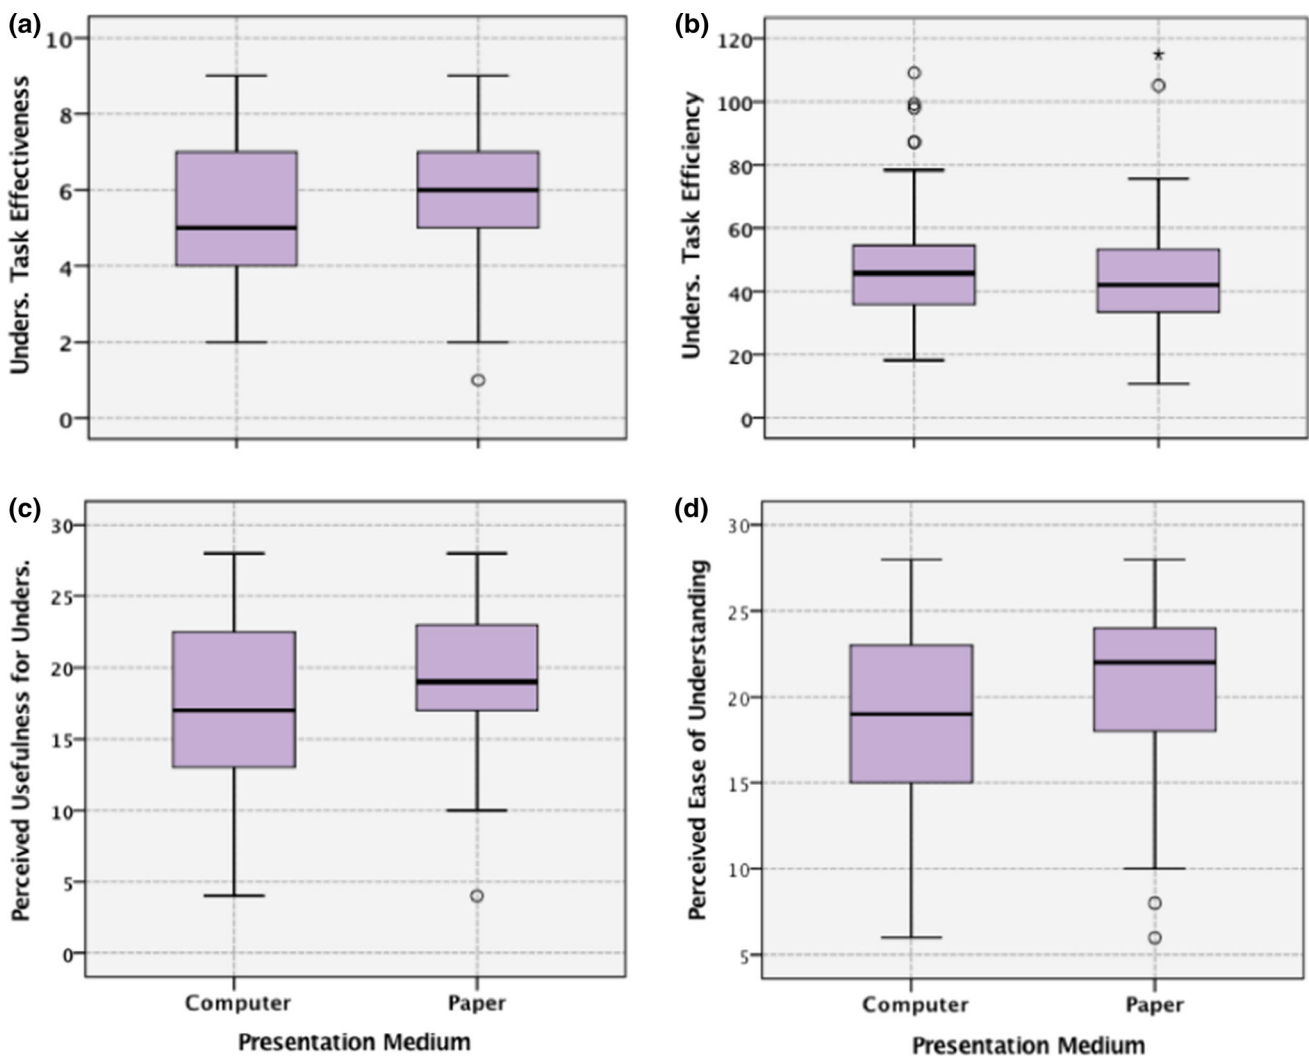 (a)
Unders. Task Effectiveness
10
8
6
4
2
0
(b)
Unders. Task Efficiency
120
100
80
60
40
20
0
(c)
Perceived Usefulness for Unders.
30
25
20
15
10
5
0
Computer Paper
Presentation Medium
(d)
Perceived Ease of Understanding
30
25
20
15
10
5
Computer Paper
Presentation Medium